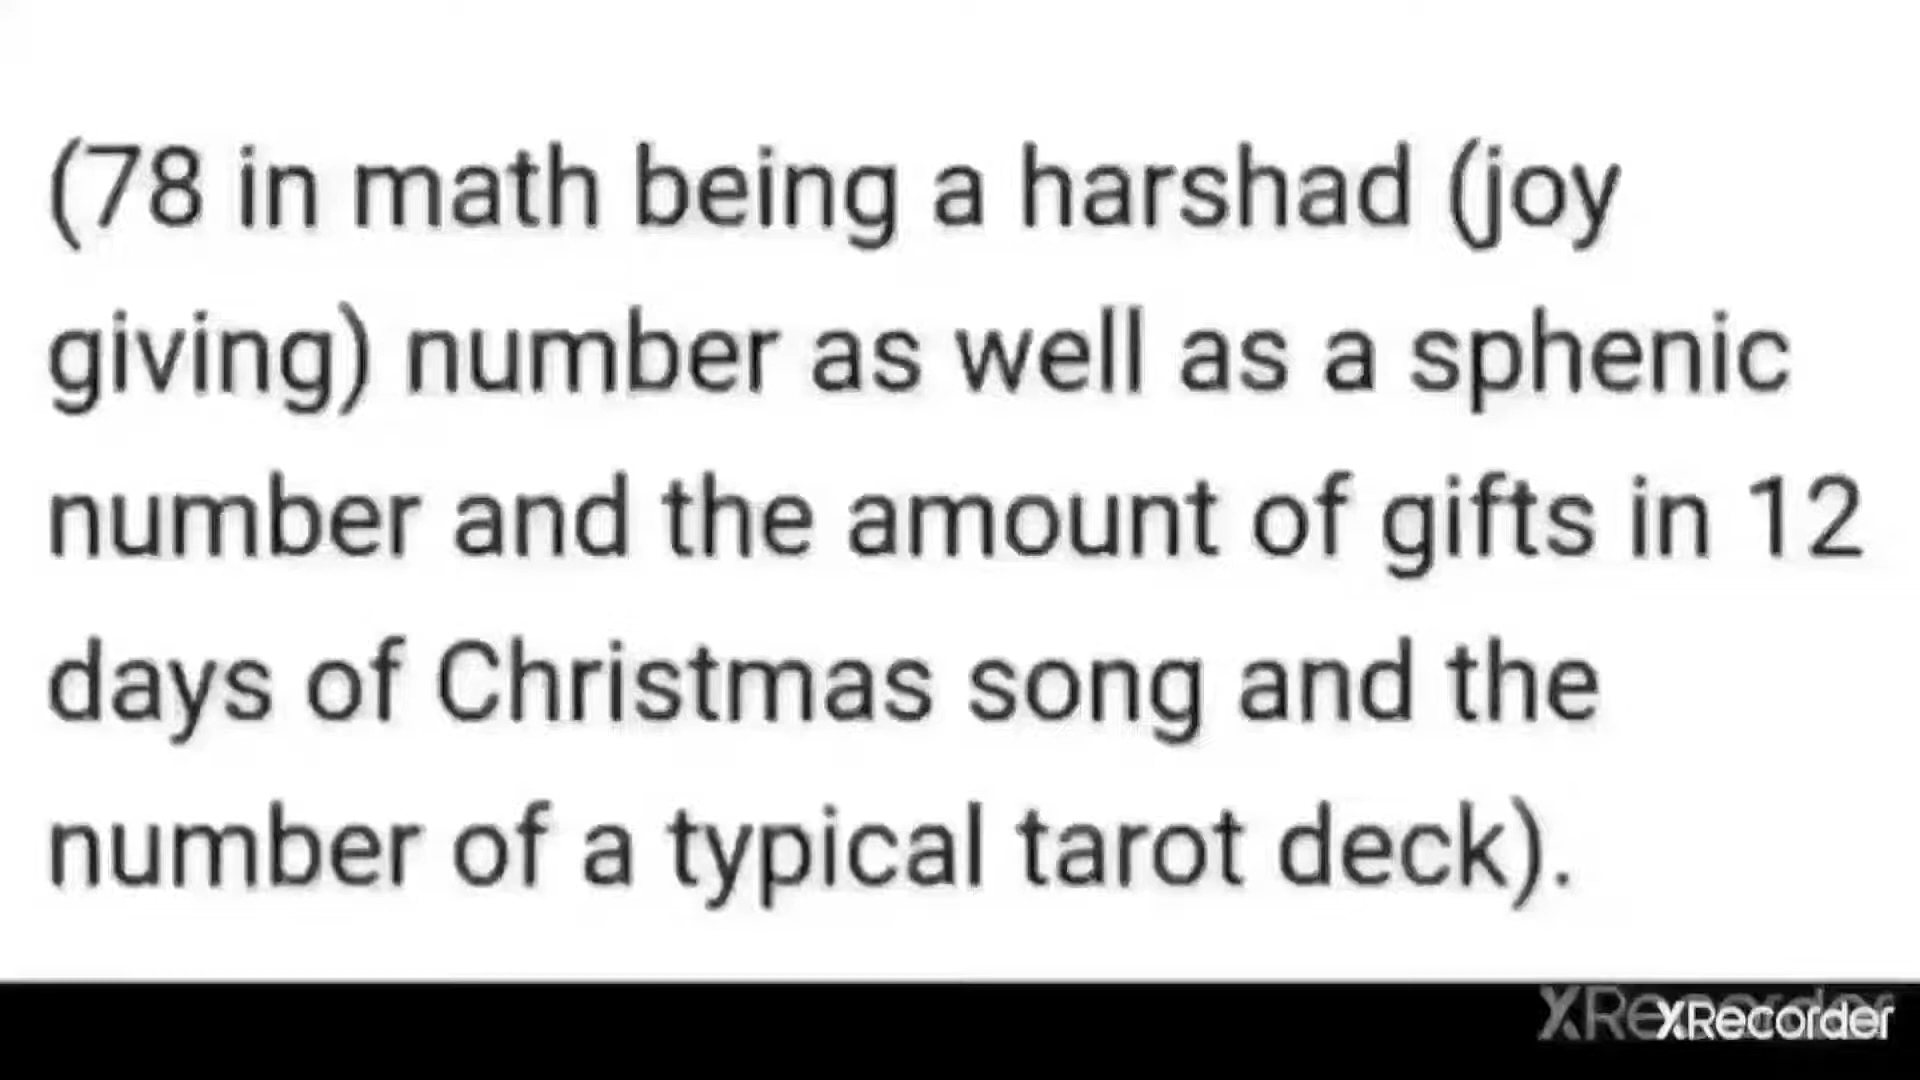 (78 in math being a harshad (joy
giving) number as well as a sphenic
number and the amount of gifts in 12
days of Christmas song and the
number of a typical tarot deck).
XRecorder
XRecorder